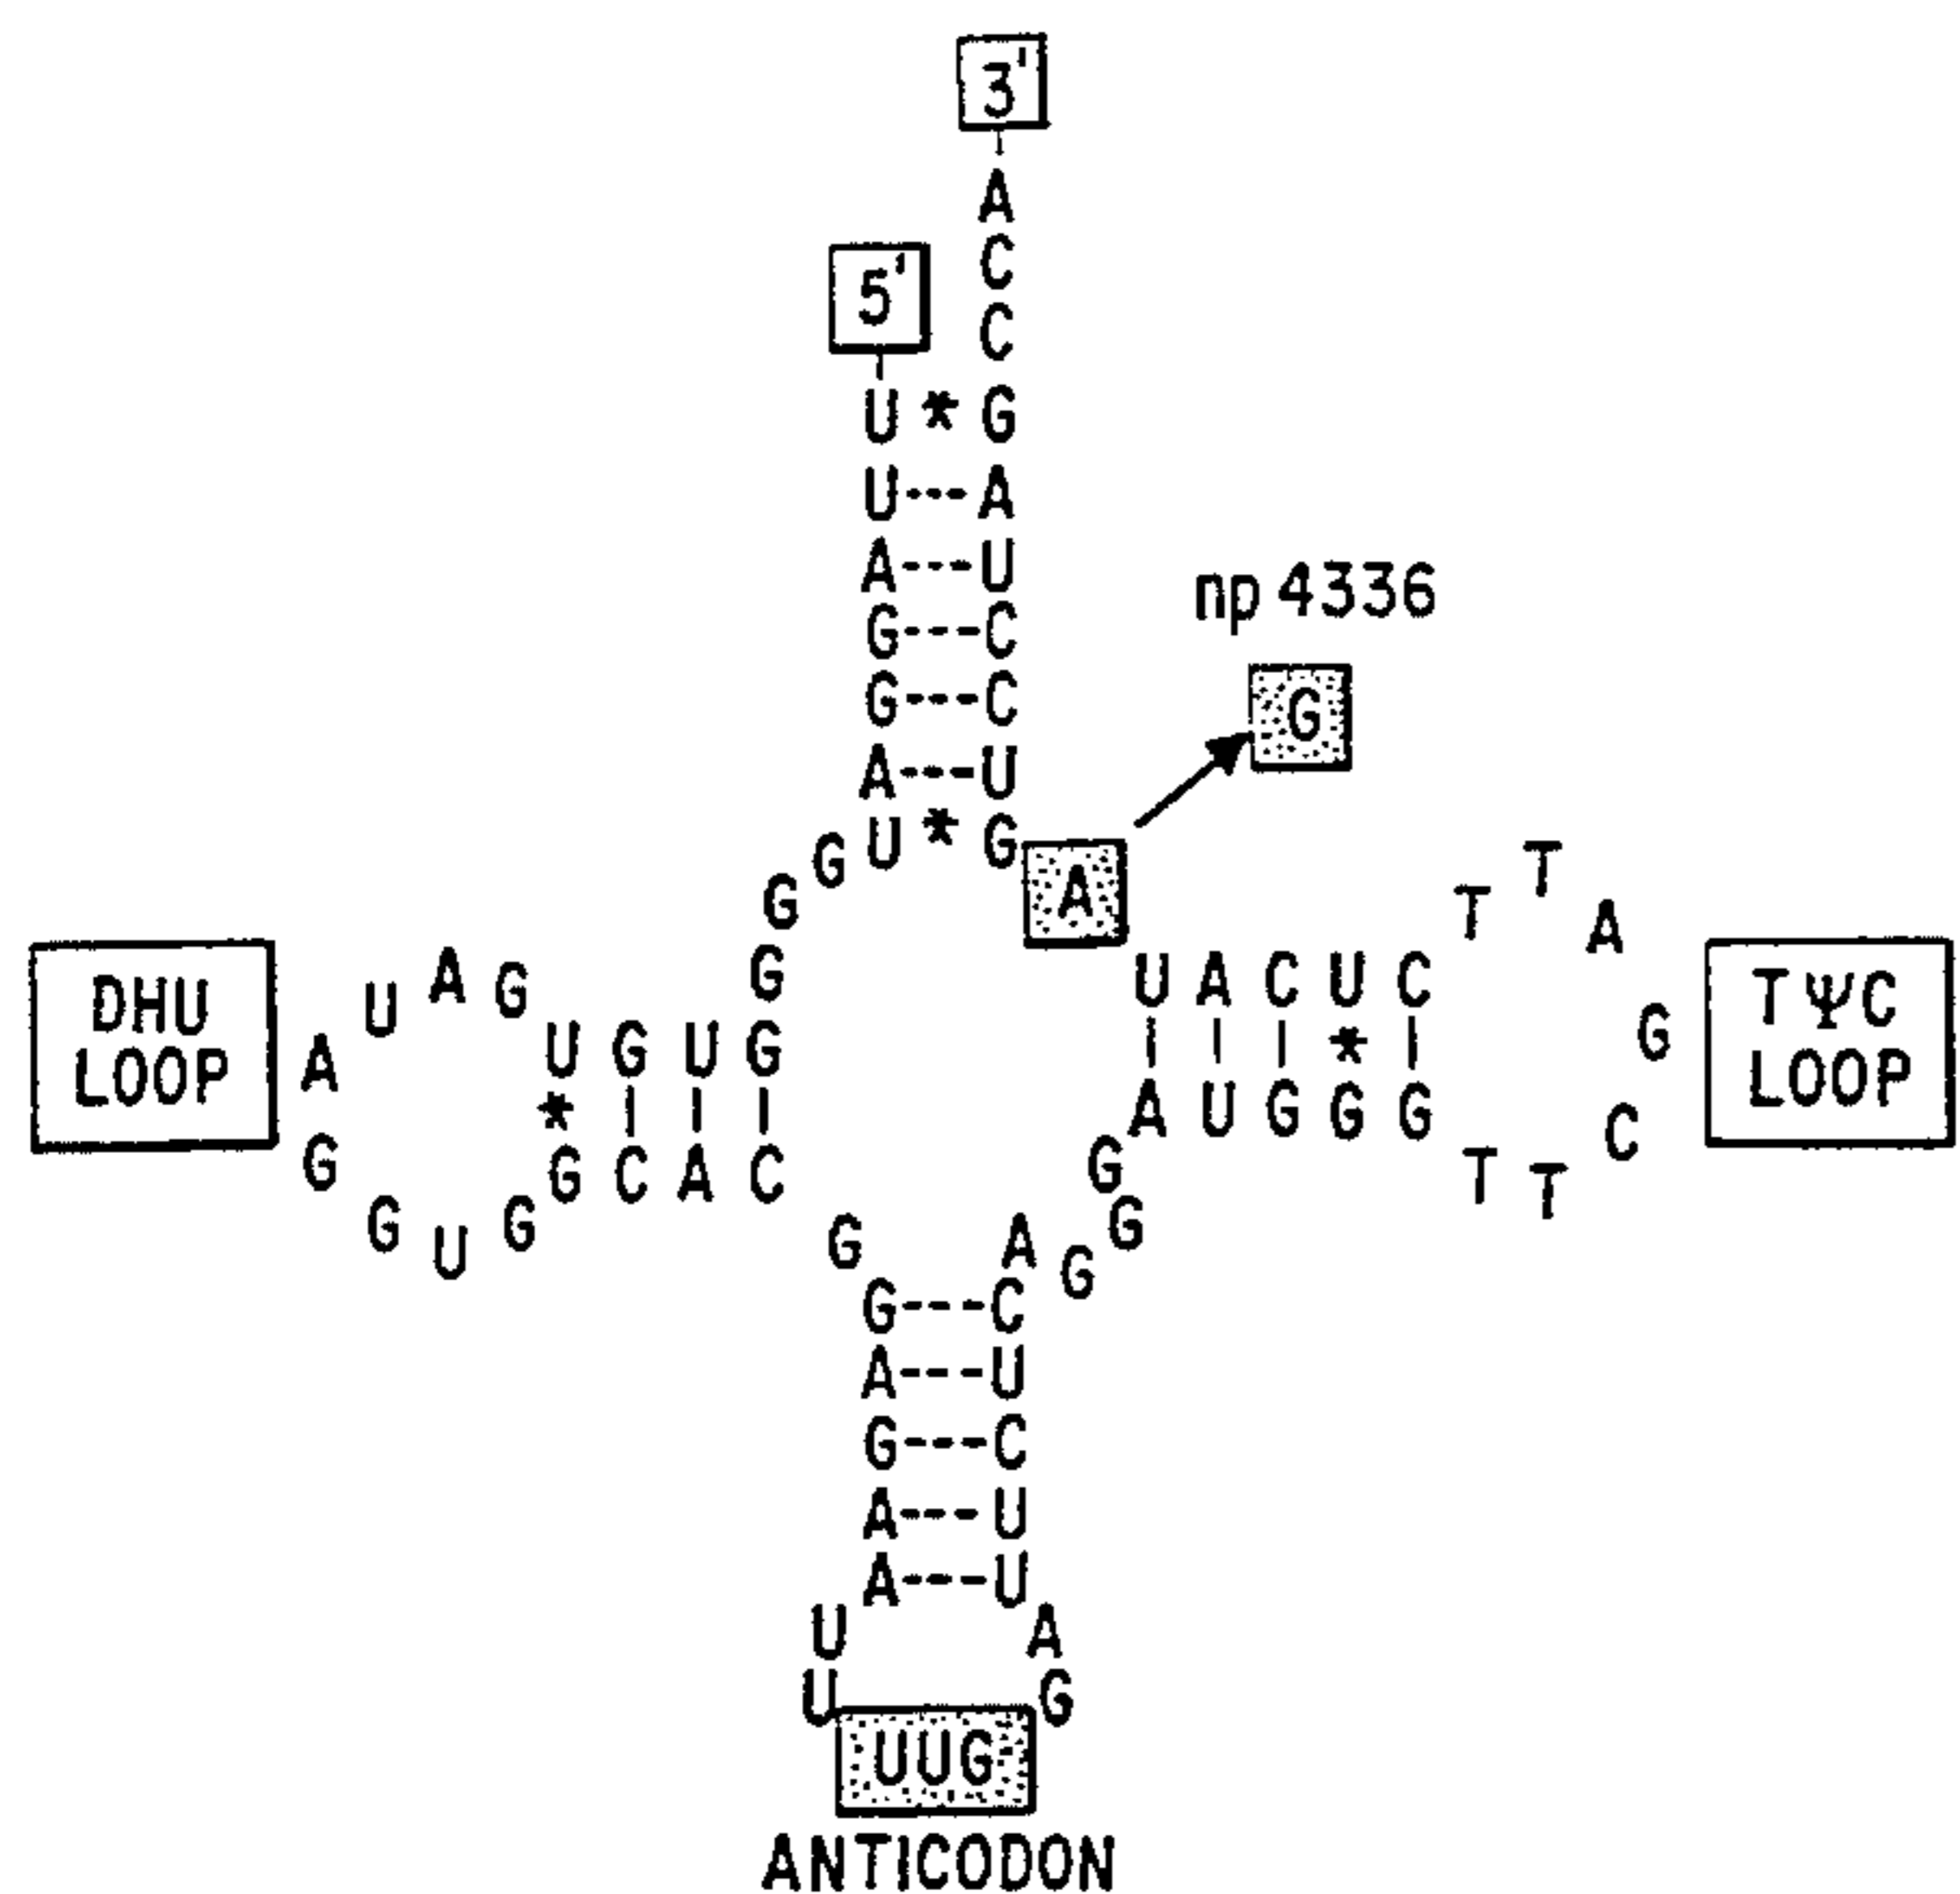 3'
A
C
5'
C
U * G
U---A
A---U
np 4336
G---C
G---C
G
A---U
U * G
G
A
T
T
G
A
DHU
LOOP
U A G
G
U A C U C
G
TΨC
LOOP
A
U G U G
*
*
A U G G G
C
G
G C A C
G
T T
G U G
G
A
G
G
G---C
A---U
G---C
A---U
A---U
U
A
U
G
UUG
ANTICODON